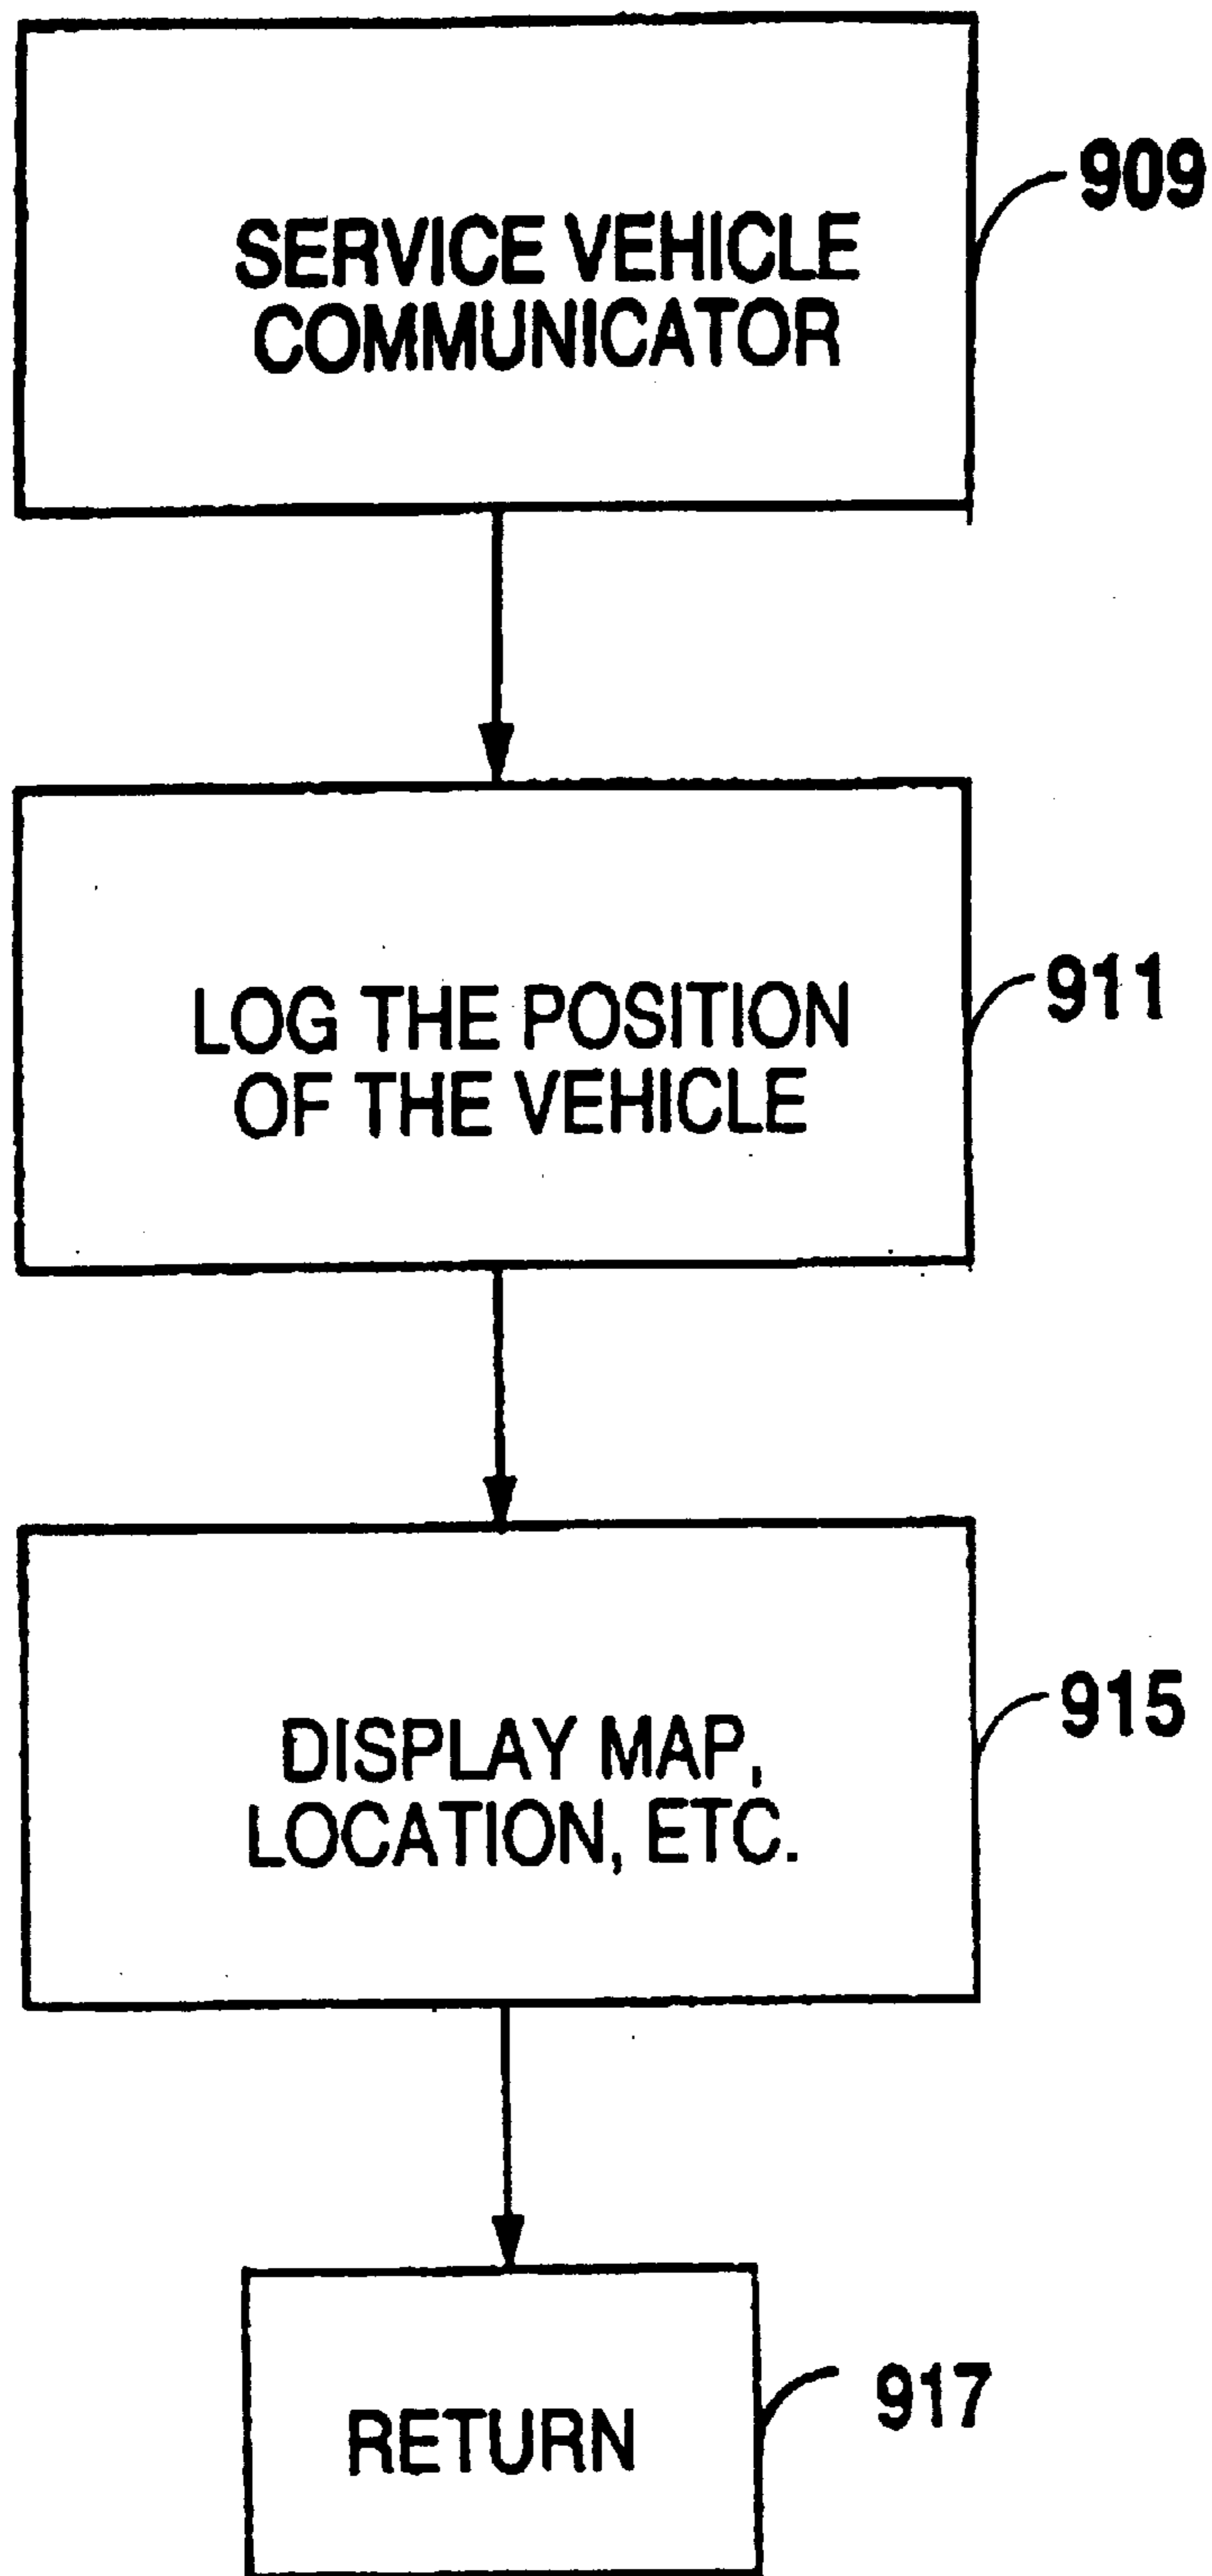 SERVICE VEHICLE
COMMUNICATOR
909
LOG THE POSITION
OF THE VEHICLE
911
DISPLAY MAP,
LOCATION, ETC.
915
RETURN
917